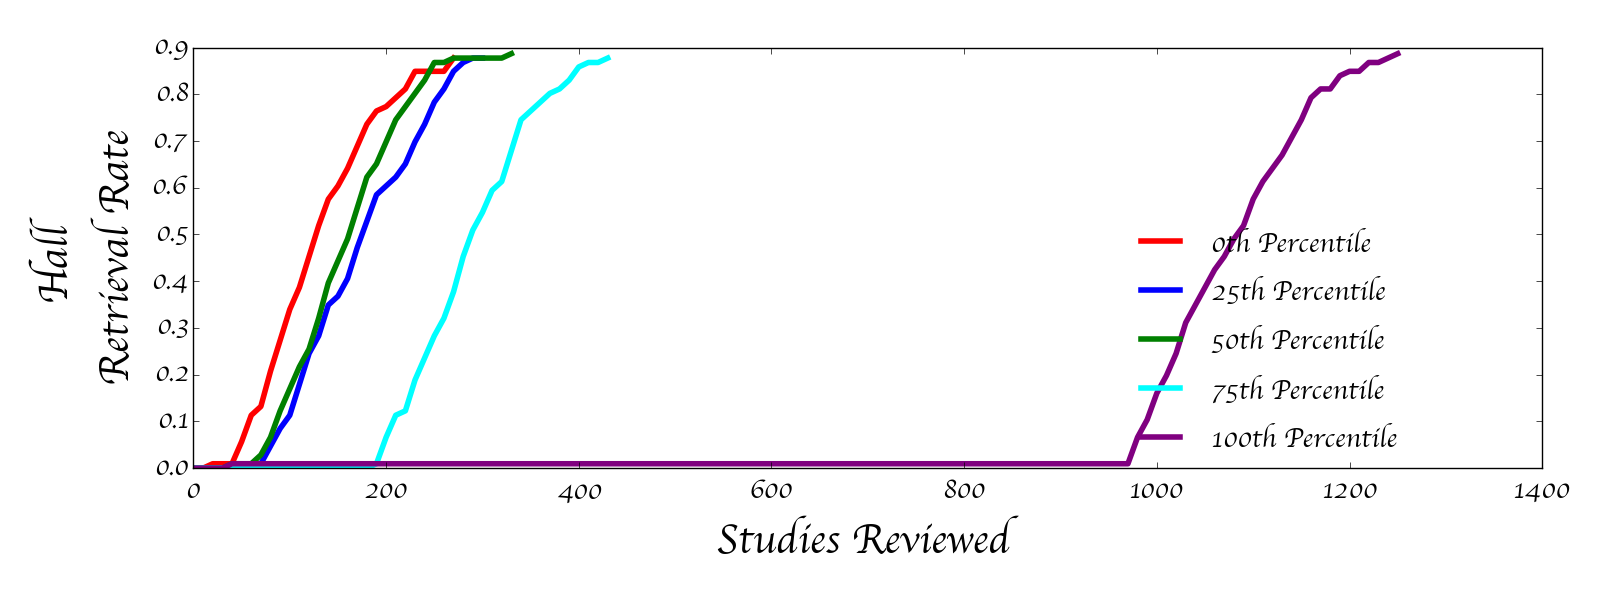 Hall
Retrieval Rate
0.9
0.8
0.7
0.6
0.5
0.4
0.3
0.2
0.1
0.0
0 200 400 600 800 1000 1200 1400
Studies Reviewed
0th Percentile
25th Percentile
50th Percentile
75th Percentile
100th Percentile